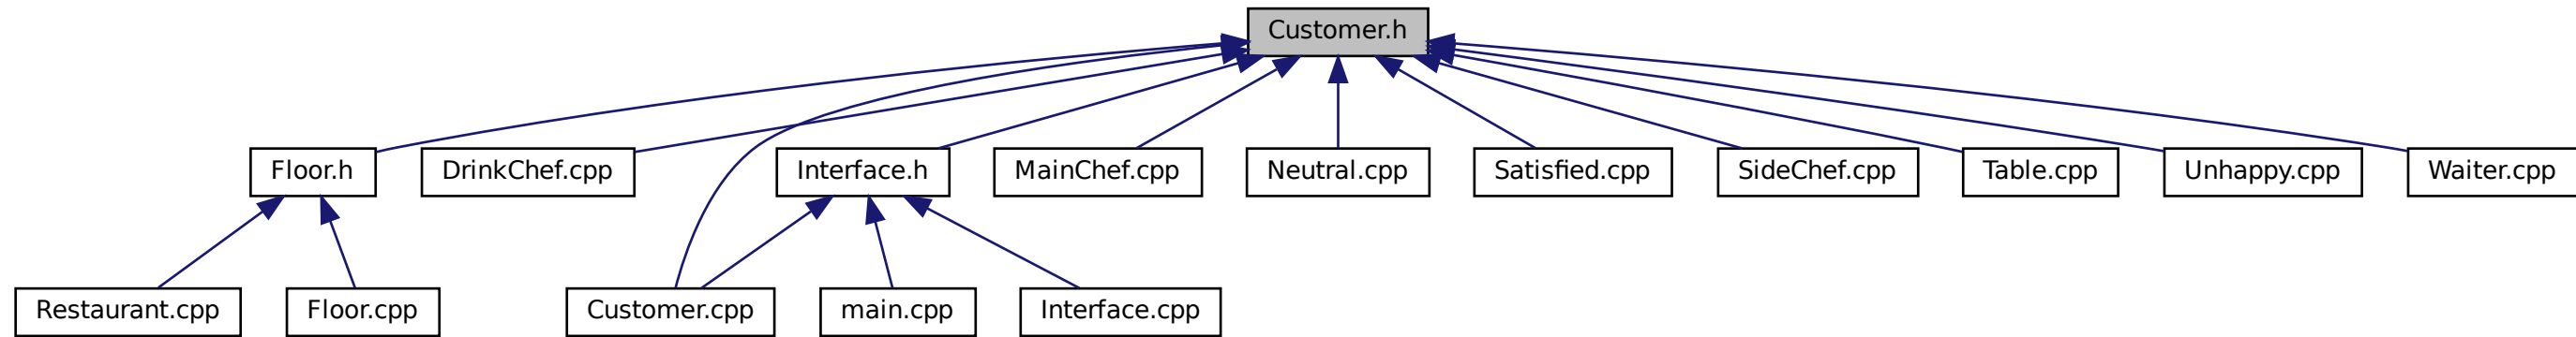 Customer.h
Floor.h
DrinkChef.cpp
Interface.h
MainChef.cpp
Neutral.cpp
Satisfied.cpp
SideChef.cpp
Table.cpp
Unhappy.cpp
Waiter.cpp
Restaurant.cpp
Floor.cpp
Customer.cpp
main.cpp
Interface.cpp